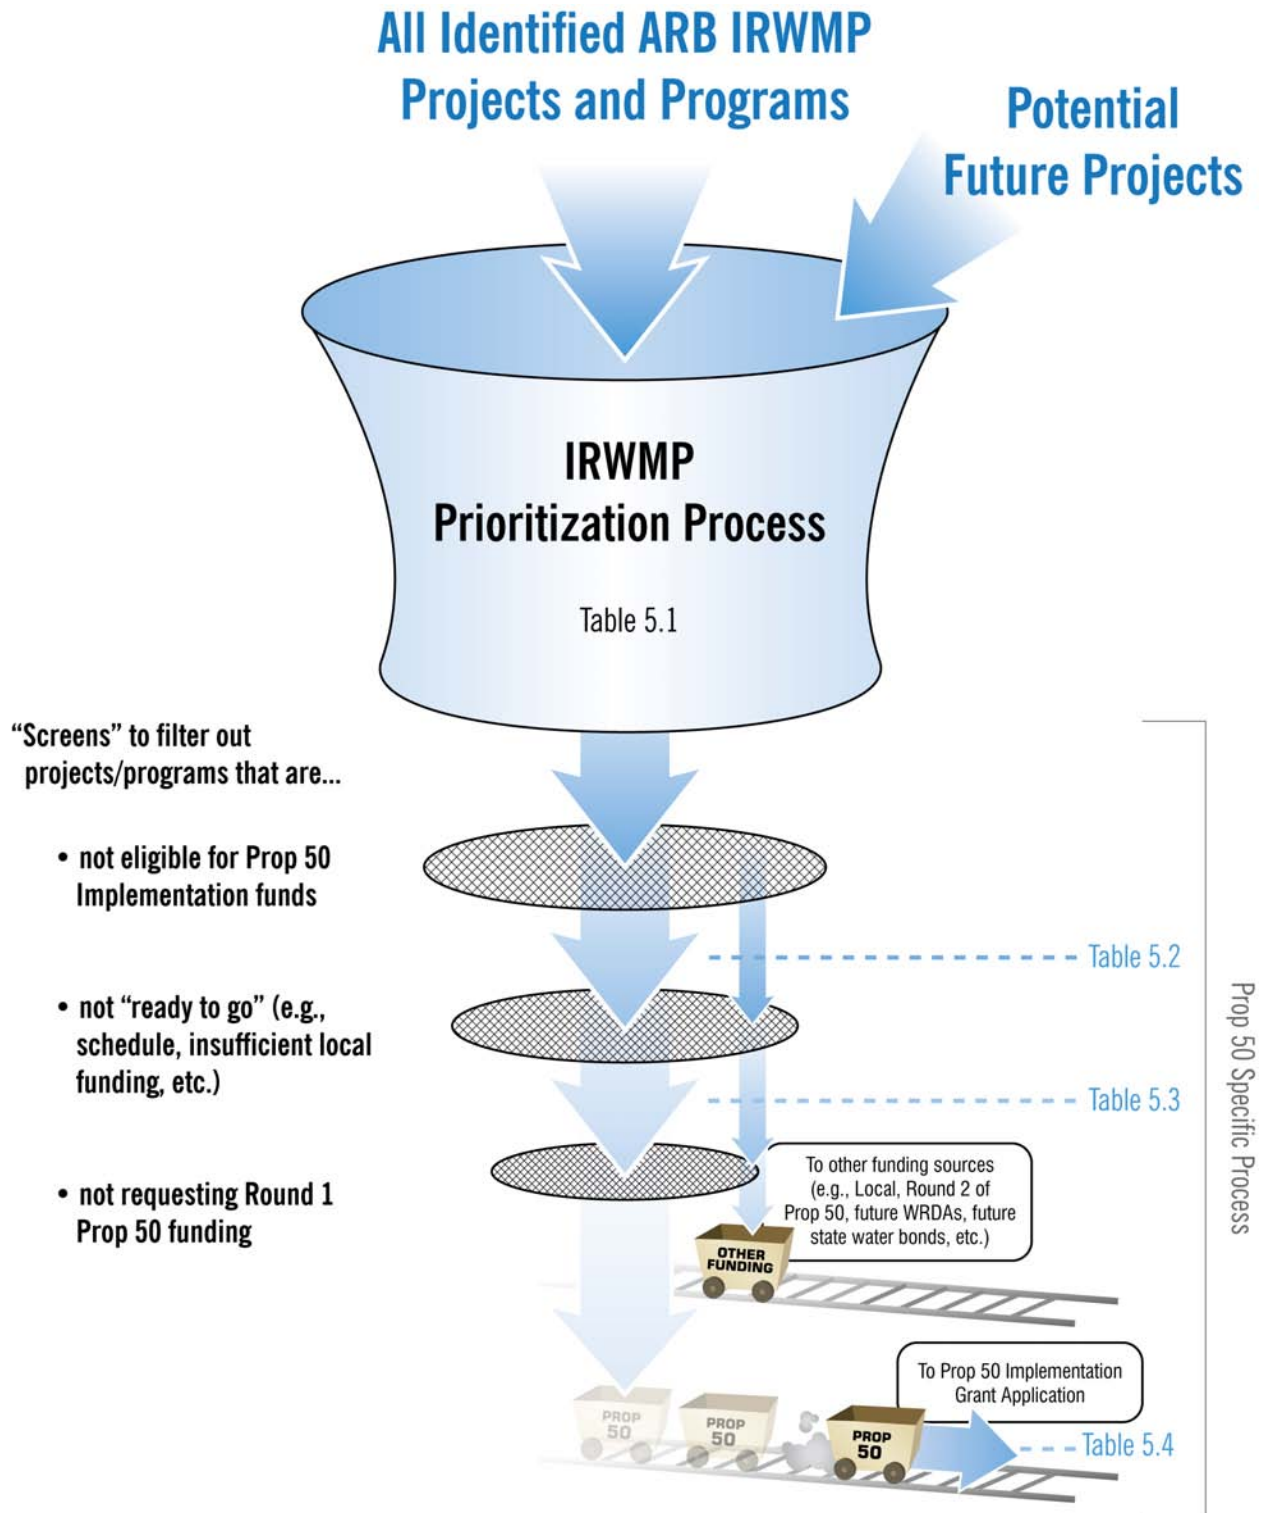 All Identified ARB IRWMP
Projects and Programs
Potential
Future Projects
IRWMP
Prioritization Process
Table 5.1
“Screens” to filter out
projects/programs that are...
• not eligible for Prop 50
Implementation funds
Table 5.2
• not “ready to go” (e.g.,
schedule, insufficient local
funding, etc.)
Table 5.3
• not requesting Round 1
Prop 50 funding
To other funding sources
(e.g., Local, Round 2 of
Prop 50, future WRDAs, future
state water bonds, etc.)
OTHER
FUNDING
To Prop 50 Implementation
Grant Application
PROP
50
PROP
50
PROP
50
Table 5.4
Prop 50 Specific Process